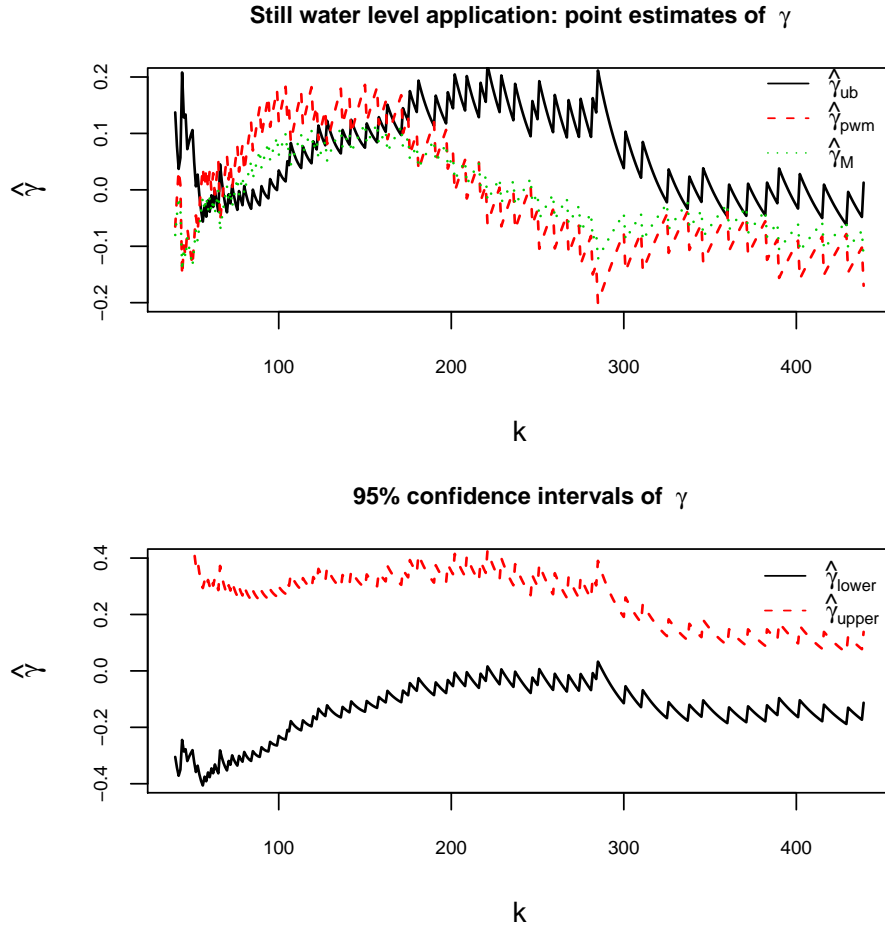 Still water level application: point estimates of γ
0.2
0.1
0.0
−0.1
−0.2
γ̂
γ̂ub
γ̂pwm
γ̂M
100
200
300
400
k
95% confidence intervals of γ
0.4
0.2
0.0
−0.2
−0.4
γ̂
γ̂lower
γ̂upper
100
200
300
400
k